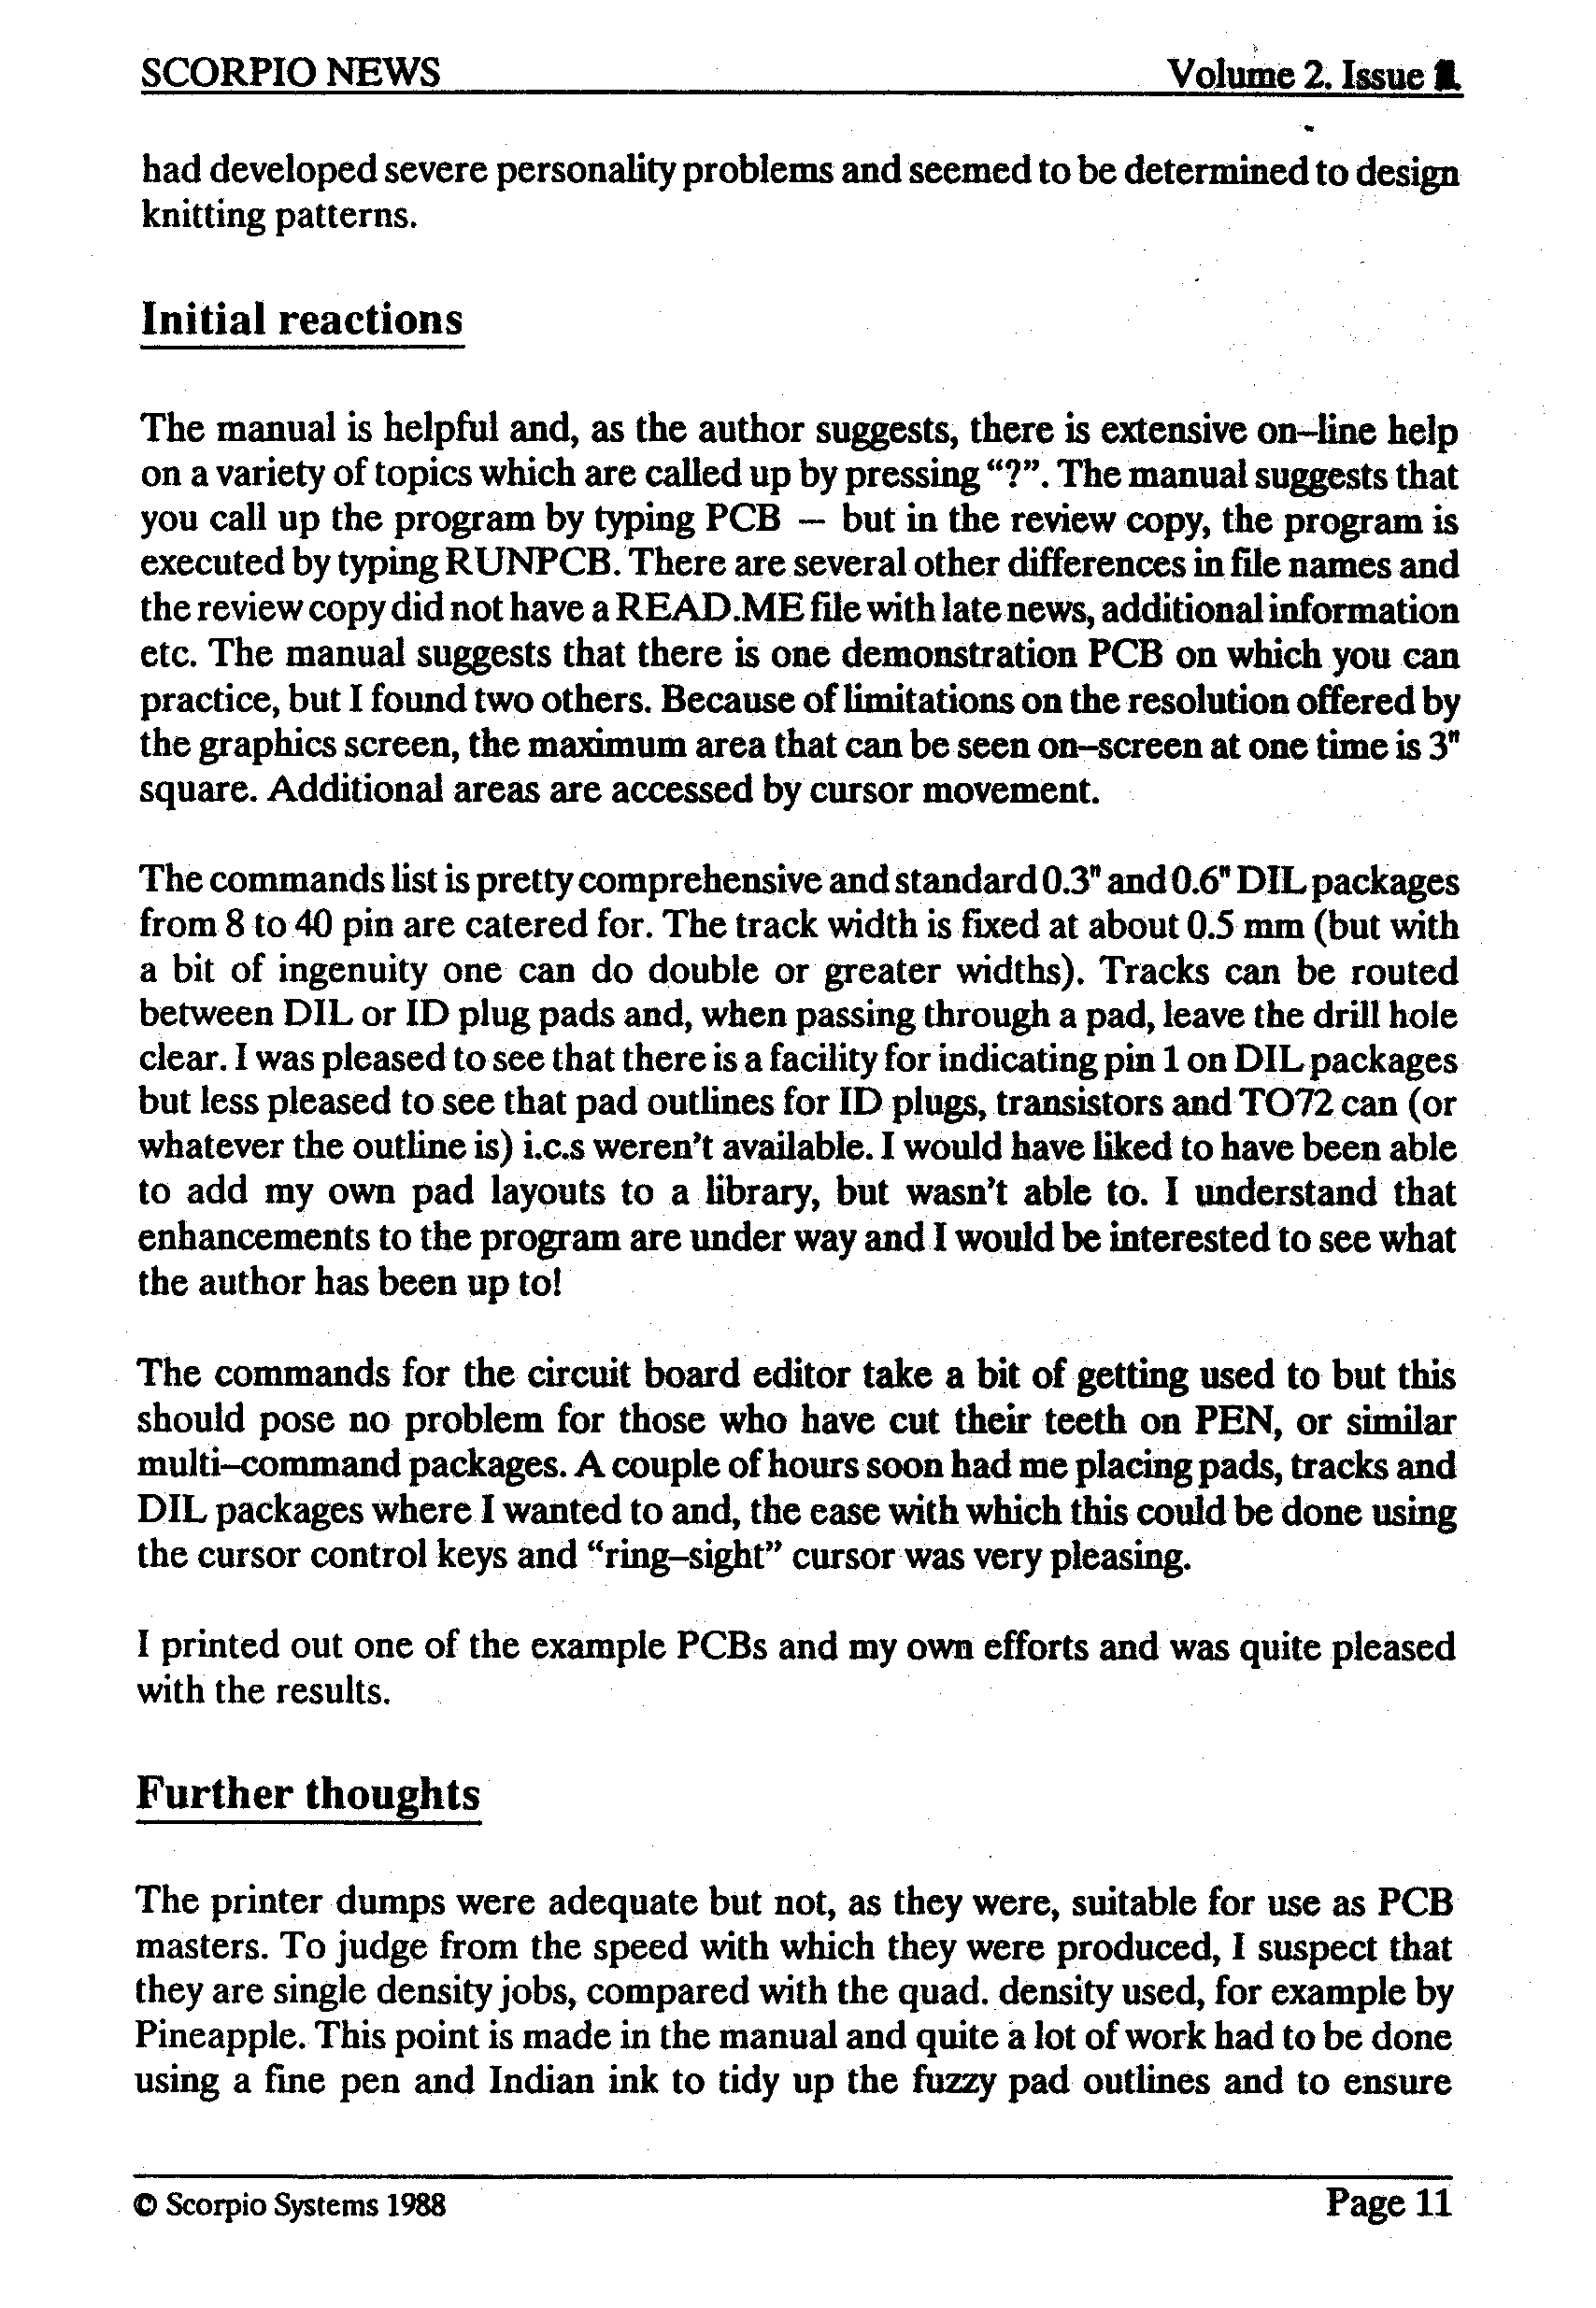 SCORPIO NEWS Volume 2. Issue
had developed severe personality problems and seemed to be determined to design
knitting patterns.
Initial reactions
The manual is helpful and, as the author suggests, there is extensive on–line help
on a variety of topics which are called up by pressing “?”. The manual suggests that
you call up the program by typing PCB – but in the review copy, the program is
executed by typing RUNPCB. There are several other differences in file names and
the review copy did not have a READ.ME file with late news, additional information
etc. The manual suggests that there is one demonstration PCB on which you can
practice, but I found two others. Because of limitations on the resolution offered by
the graphics screen, the maximum area that can be seen on–screen at one time is 3"
square. Additional areas are accessed by cursor movement.
The commands list is pretty comprehensive and standard 0.3" and 0.6" DIL packages
from 8 to 40 pin are catered for. The track width is fixed at about 0.5 mm (but with
a bit of ingenuity one can do double or greater widths). Tracks can be routed
between DIL or ID plug pads and, when passing through a pad, leave the drill hole
clear. I was pleased to see that there is a facility for indicating pin 1 on DIL packages
but less pleased to see that pad outlines for ID plugs, transistors and TO72 can (or
whatever the outline is) i.c.s weren’t available. I would have liked to have been able
to add my own pad layouts to a library, but wasn’t able to. I understand that
enhancements to the program are under way and I would be interested to see what
the author has been up to!
The commands for the circuit board editor take a bit of getting used to but this
should pose no problem for those who have cut their teeth on PEN, or similar
multi–command packages. A couple of hours soon had me placing pads, tracks and
DIL packages where I wanted to and, the ease with which this could be done using
the cursor control keys and “ring–sight” cursor was very pleasing.
I printed out one of the example PCBs and my own efforts and was quite pleased
with the results.
Further thoughts
The printer dumps were adequate but not, as they were, suitable for use as PCB
masters. To judge from the speed with which they were produced, I suspect that
they are single density jobs, compared with the quad. density used, for example by
Pineapple. This point is made in the manual and quite a lot of work had to be done
using a fine pen and Indian ink to tidy up the fuzzy pad outlines and to ensure
© Scorpio Systems 1988 Page 11